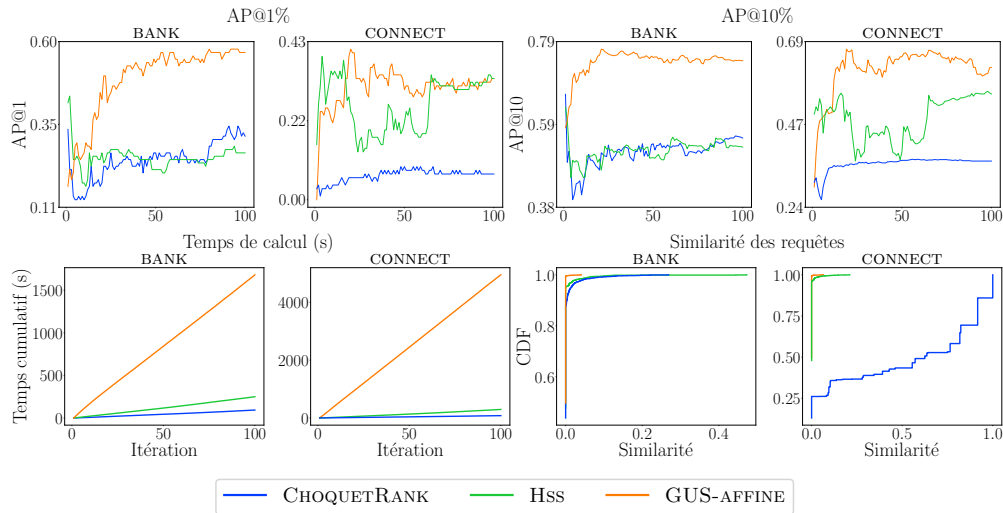 AP@1% AP@10%
BANK CONNECT BANK CONNECT
AP@1 0.60 0.35 0.11 0 50 100
0.43 0.22 0.00 0 50 100
AP@10 0.79 0.59 0.38 0 50 100
0.69 0.47 0.24 0 50 100
Temps de calcul (s) Similarité des requêtes
BANK CONNECT BANK CONNECT
Temps cumulatif (s) 1500 1000 500 0 0 50 100
4000 2000 0 0 50 100
CDF 1.0 0.8 0.6 0.0 0.2 0.4
1.00 0.75 0.50 0.25 0.0 0.5 1.0
Itération Itération Similarité Similarité
CHOQUETRANK HSS GUS-AFFINE